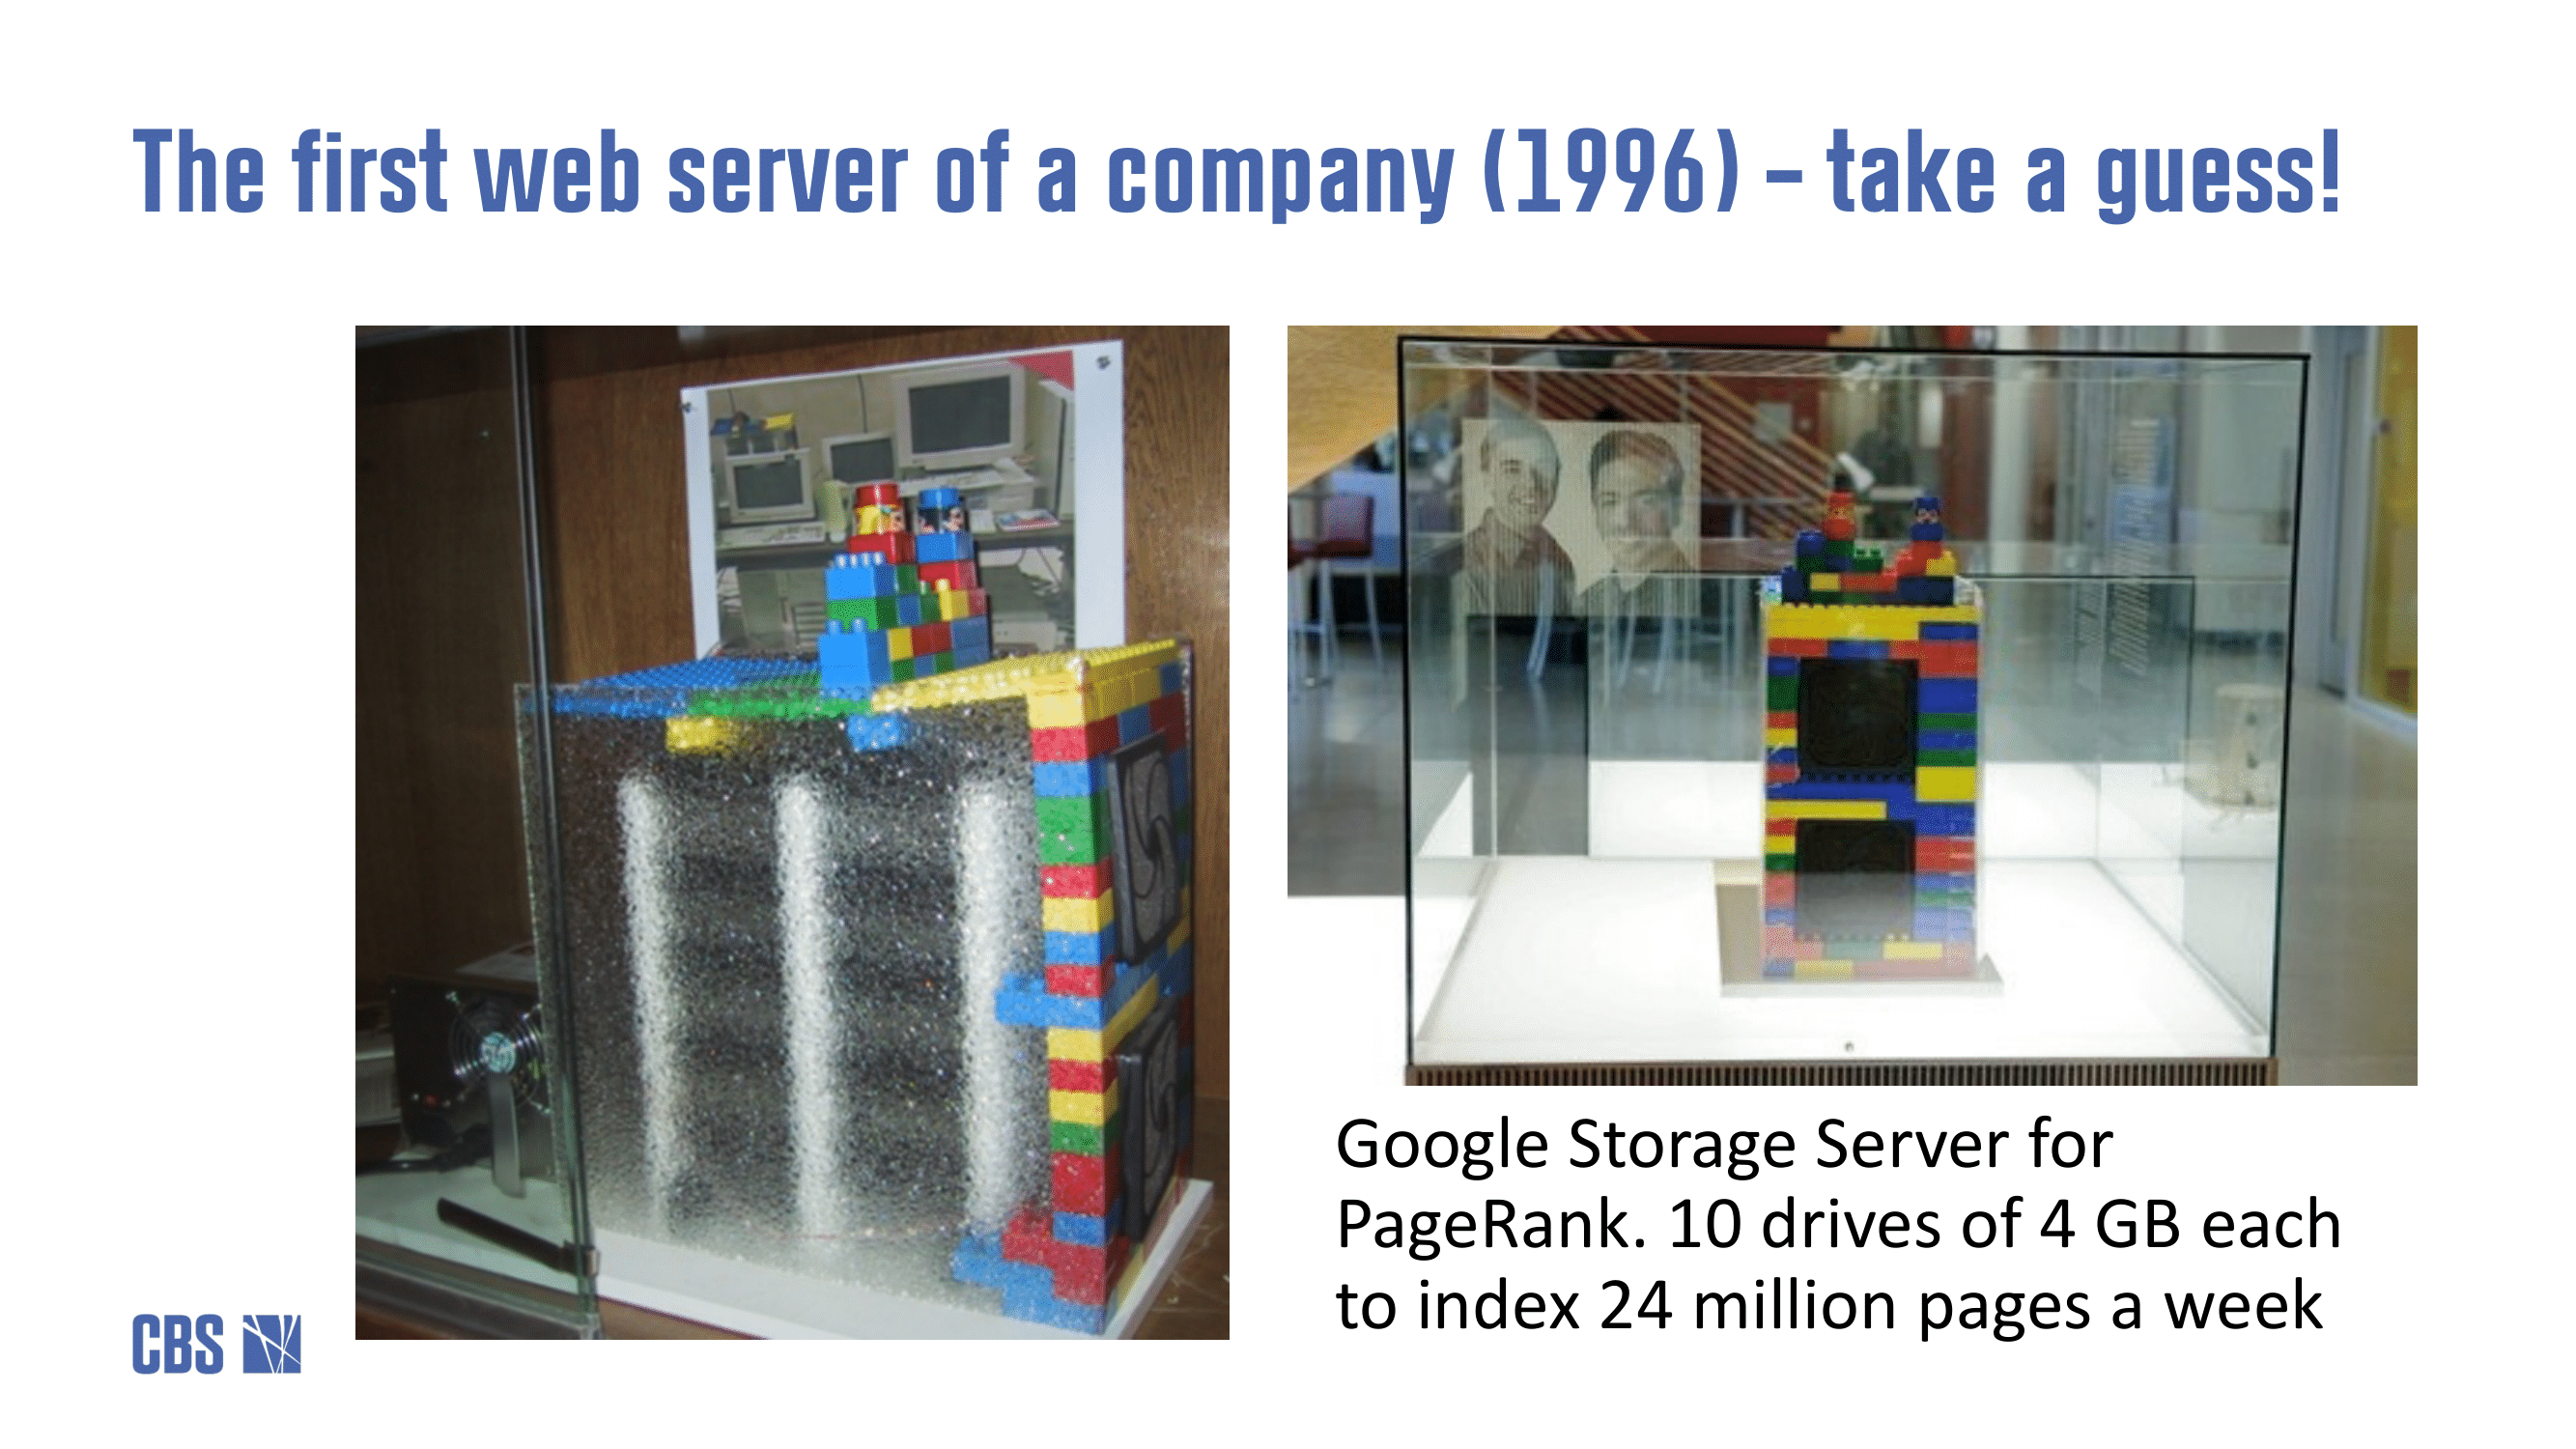 The first web server of a company (1996) – take a guess!
Google Storage Server for
PageRank. 10 drives of 4 GB each
to index 24 million pages a week
CBS